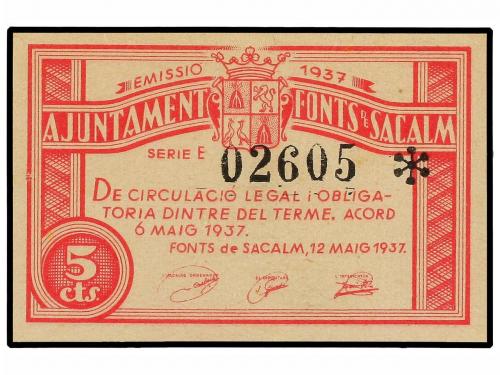 EMISSIO 1937
AJUNTAMENT FONTS DE SACALM
SERIE E 02605
DE CIRCULACIÓ LEGAL I OBLIGA-
TORIA DINTRE DEL TERME. ACORD
6 MAIG 1937.
FONTS de SACALM, 12 MAIG 1937.
5
cts.